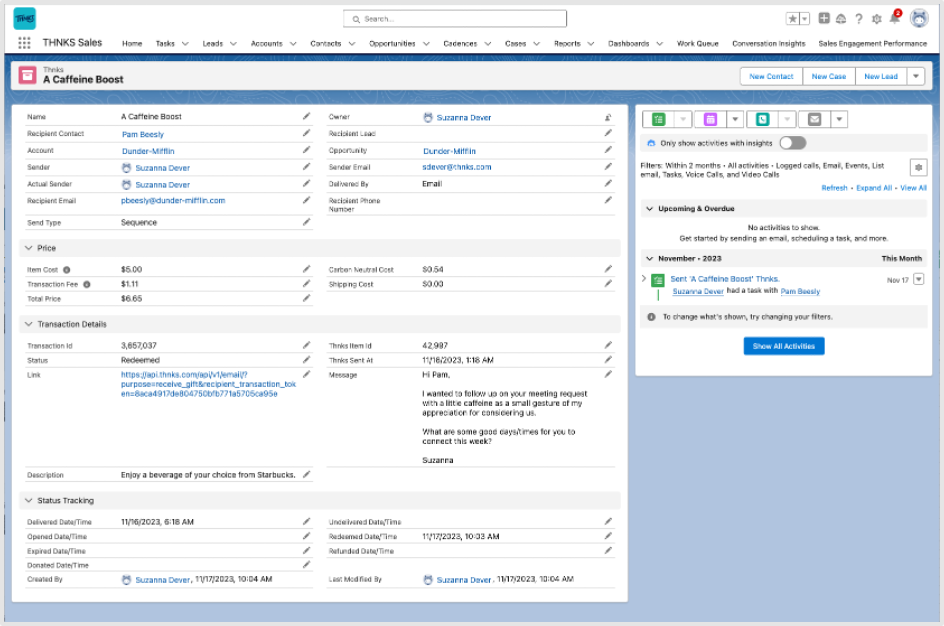 THNKS
Search...
2
THNKS Sales
Home
Tasks
Leads
Accounts
Contacts
Opportunities
Cadences
Cases
Reports
Dashboards
Work Queue
Conversation Insights
Sales Engagement Performance
Thnks
A Caffeine Boost
New Contact
New Case
New Lead
Name A Caffeine Boost
Owner Suzanna Dever
Recipient Contact Pam Beesly
Recipient Lead
Account Dunder-Mifflin
Opportunity Dunder-Mifflin
Sender Suzanna Dever
Sender Email sdever@thnks.com
Actual Sender Suzanna Dever
Delivered By Email
Recipient Email pbeesly@dunder-mifflin.com
Recipient Phone
Number
Send Type Sequence
Price
Item Cost $5.00
Carbon Neutral Cost $0.54
Transaction Fee $1.11
Shipping Cost $0.00
Total Price $6.65
Transaction Details
Transaction Id 3,657,037
Thnks Item Id 42,997
Status Redeemed
Thnks Sent At 11/16/2023, 1:18 AM
Link https://api.thnks.com/api/v1/email/?
purpose=receive_gift&recipient_transaction_tok
en=8aca4917de804750bfb771a5705ca95e
Message Hi Pam,
I wanted to follow up on your meeting request
with a little caffeine as a small gesture of my
appreciation for considering us.
What are some good days/times for you to
connect this week?
Suzanna
Description Enjoy a beverage of your choice from Starbucks.
Status Tracking
Delivered Date/Time 11/16/2023, 6:18 AM
Undelivered Date/Time
Opened Date/Time
Redeemed Date/Time 11/17/2023, 10:03 AM
Expired Date/Time
Refunded Date/Time
Donated Date/Time
Created By Suzanna Dever, 11/17/2023, 10:04 AM
Last Modified By Suzanna Dever, 11/17/2023, 10:04 AM
Only show activities with insights
Filters: Within 2 months • All activities • Logged calls, Email, Events, List
email, Tasks, Voice Calls, and Video Calls
Refresh • Expand All • View All
Upcoming & Overdue
No activities to show.
Get started by sending an email, scheduling a task, and more.
November • 2023 This Month
Sent 'A Caffeine Boost' Thnks. Nov 17
Suzanna Dever had a task with Pam Beesly
To change what's shown, try changing your filters.
Show All Activities